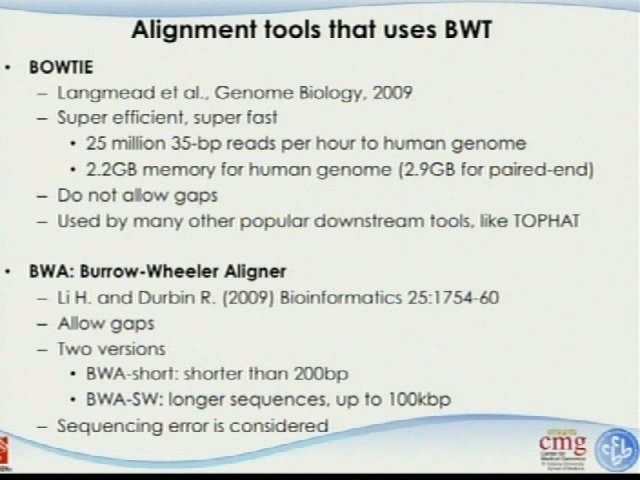 Alignment tools that uses BWT
• BOWTIE
– Langmead et al., Genome Biology, 2009
– Super efficient, super fast
• 25 million 35-bp reads per hour to human genome
• 2.2GB memory for human genome (2.9GB for paired-end)
– Do not allow gaps
– Used by many other popular downstream tools, like TOPHAT
• BWA: Burrow-Wheeler Aligner
– Li H. and Durbin R. (2009) Bioinformatics 25:1754-60
– Allow gaps
– Two versions
• BWA-short: shorter than 200bp
• BWA-SW: longer sequences, up to 100kbp
– Sequencing error is considered
cmg